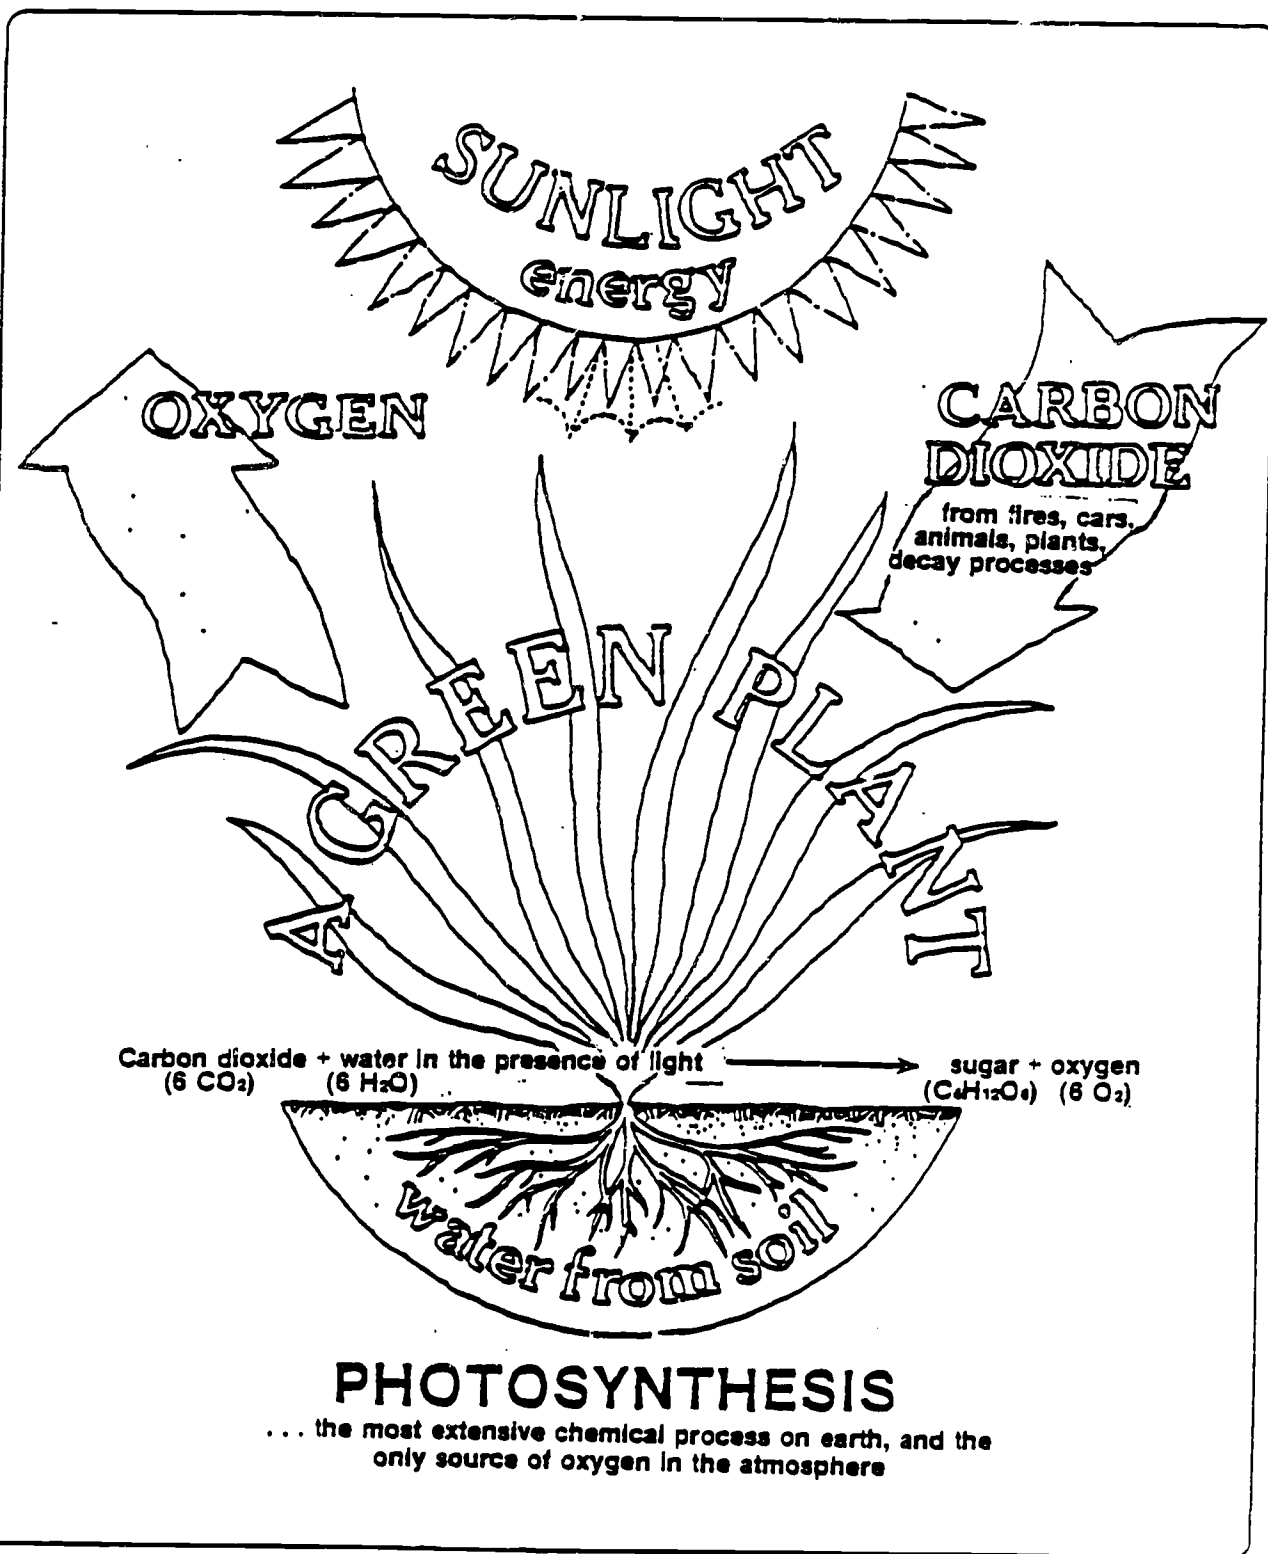 SUNLIGHT
energy
OXYGEN
CARBON
DIOXIDE
from fires, cars,
animals, plants,
decay processes
A GREEN PLANT
Carbon dioxide + water in the presence of light → sugar + oxygen
(6 CO₂) (6 H₂O) (C₆H₁₂O₆) (6 O₂)
water from soil
PHOTOSYNTHESIS
... the most extensive chemical process on earth, and the
only source of oxygen in the atmosphere